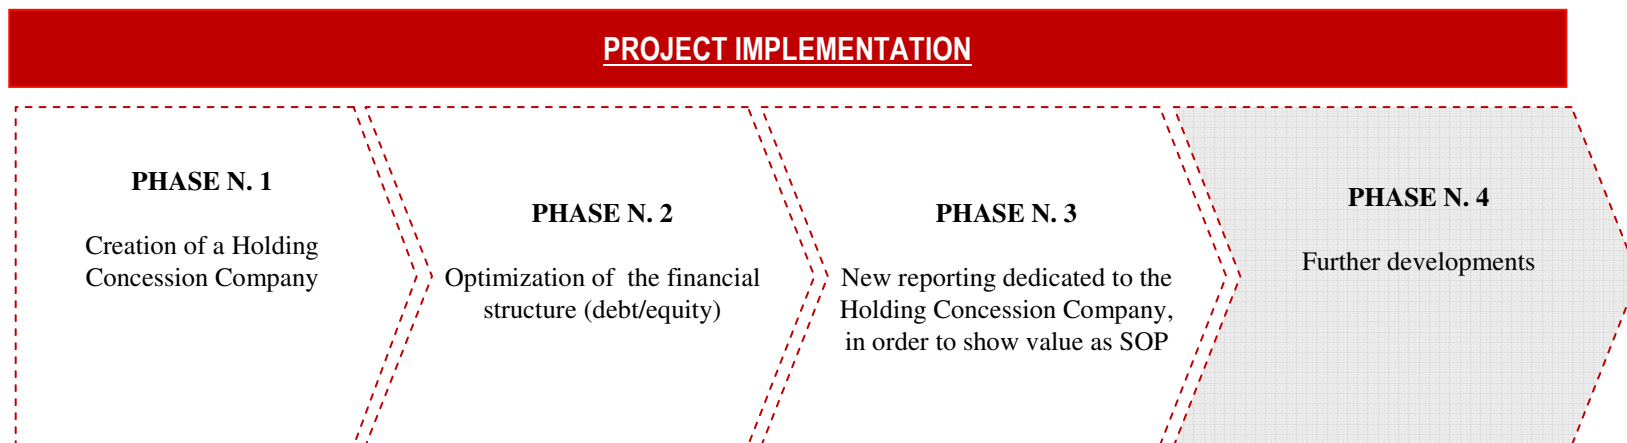 PROJECT IMPLEMENTATION
PHASE N. 1
Creation of a Holding
Concession Company
PHASE N. 2
Optimization of  the financial
structure (debt/equity)
PHASE N. 3
New reporting dedicated to the
Holding Concession Company,
in order to show value as SOP
PHASE N. 4
Further developments